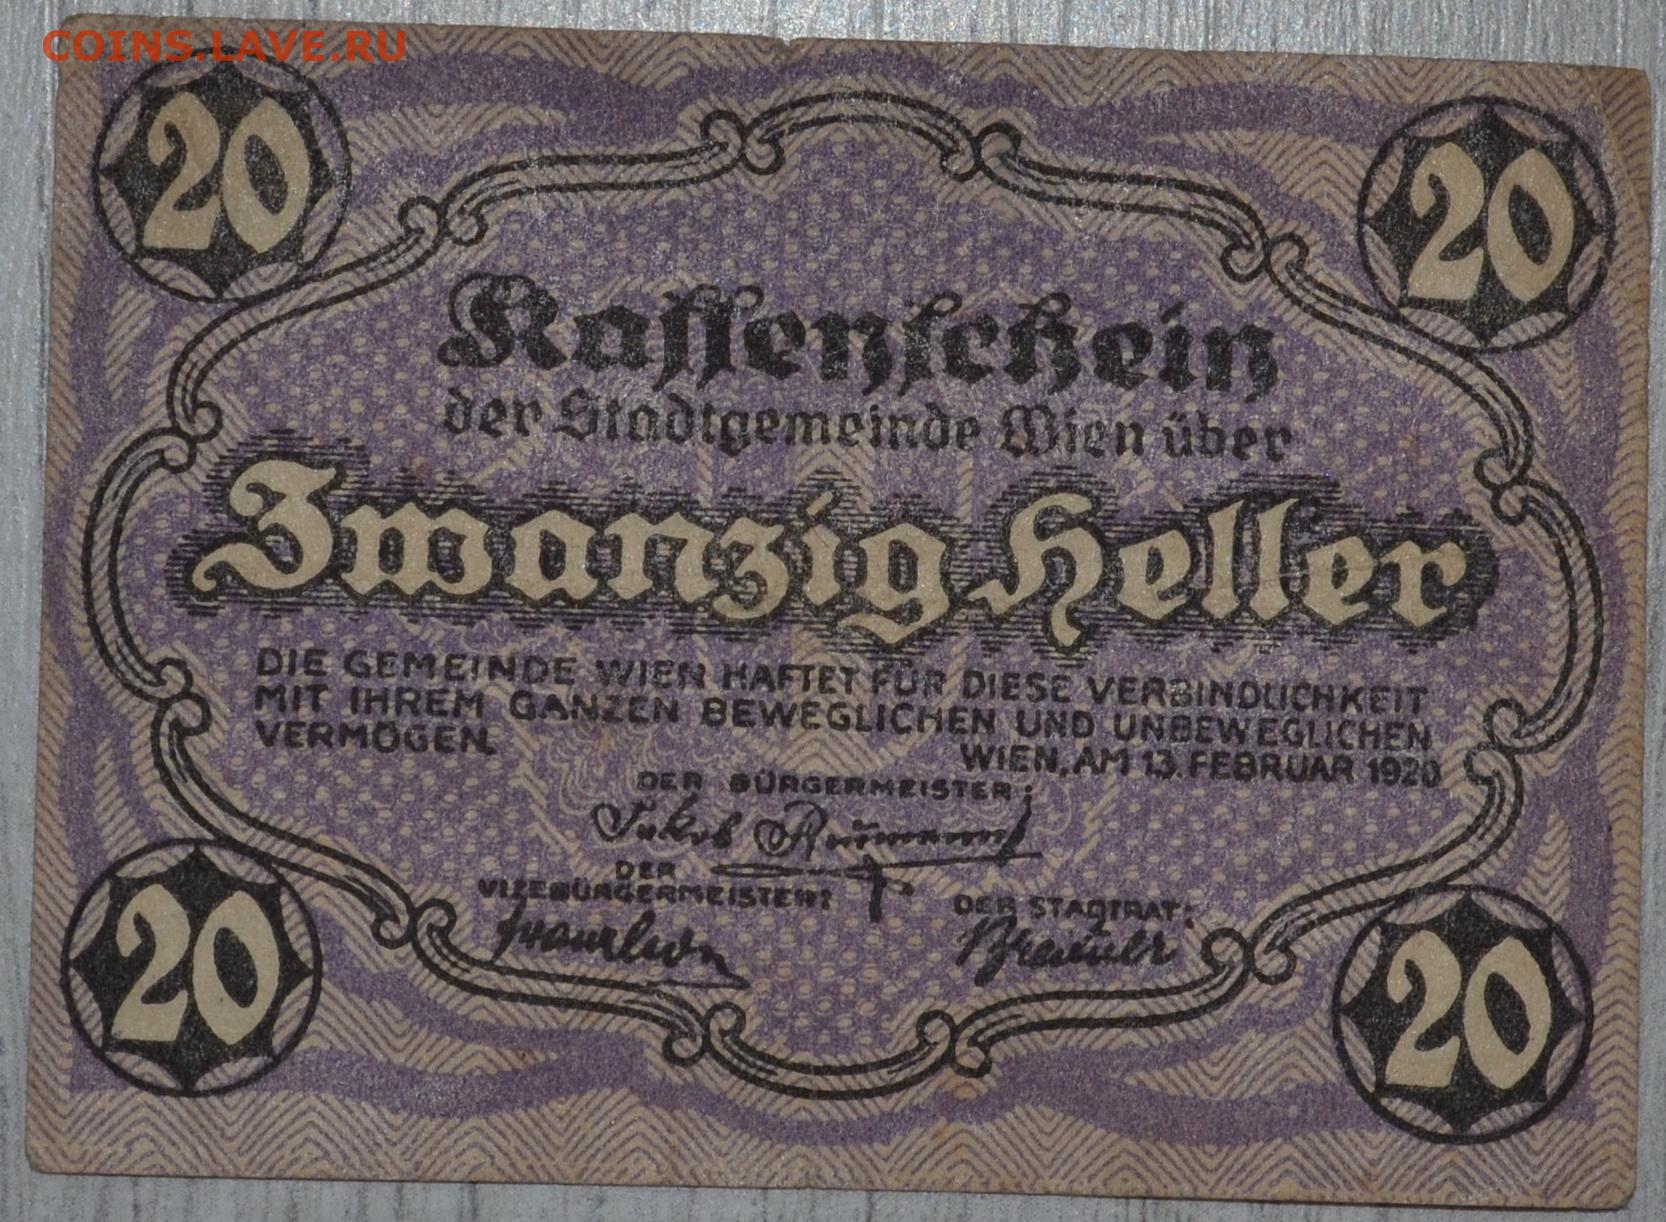 COINS.LAVE.RU
20
20
Kassenschein
der Stadtgemeinde Wien über
Zwanzig Heller
DIE GEMEINDE WIEN HAFTET FÜR DIESE VERBINDLICHKEIT
MIT IHREM GANZEN BEWEGLICHEN UND UNBEWEGLICHEN
VERMÖGEN.
WIEN, AM 13. FEBRUAR 1920
DER BÜRGERMEISTER:
Jakob Reumann
DER
VIZEBÜRGERMEISTER:
DER STADTRAT:
20
20